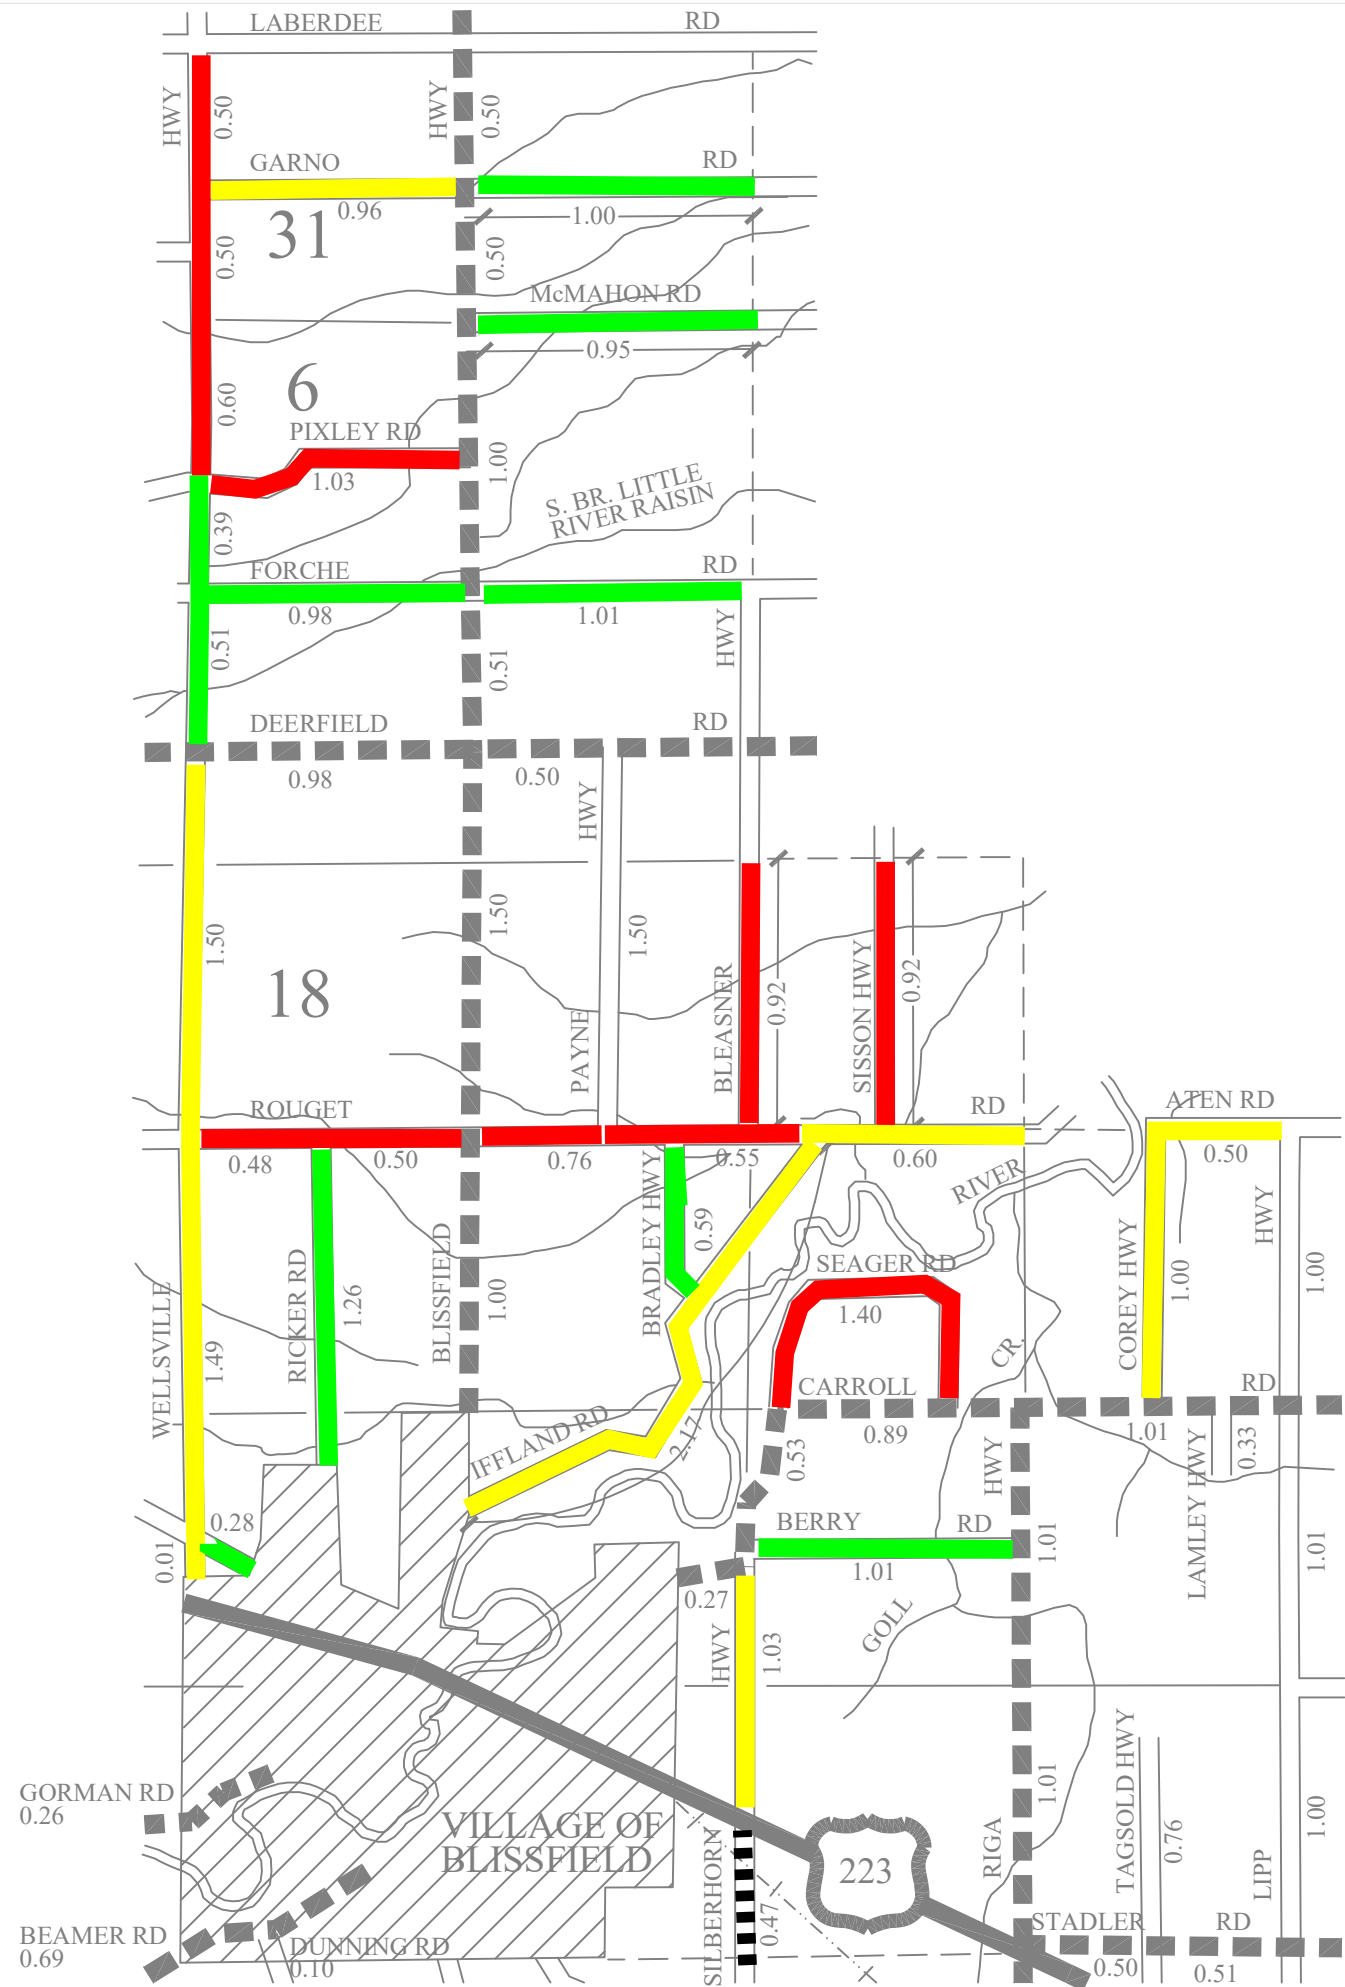 LABERDEE RD
HWY
0.50
HWY
0.50
GARNO RD
0.96
1.00
31
0.50
0.50
McMAHON RD
0.95
6
0.60
PIXLEY RD
1.03
1.00
S. BR. LITTLE
RIVER RAISIN
0.39
FORCHE RD
0.98
1.01
0.51
0.51
HWY
DEERFIELD RD
0.98
0.50
HWY
1.50
1.50
1.50
18
PAYNE
BLEASNER
0.92
SISSON HWY
0.92
ROUGET RD
ATEN RD
0.48
0.50
0.76
0.55
0.60
0.50
RIVER
BRADLEY HWY
0.59
HWY
WELLSVILLE
1.49
RICKER RD
1.26
BLISSFIELD
1.00
SEAGER RD
1.40
COREY HWY
1.00
1.00
CR.
CARROLL RD
0.89
1.01
IFFLAND RD
2.17
0.53
HWY
LAMLEY HWY
0.33
0.28
0.01
BERRY RD
1.01
1.01
1.01
0.27
GOLL
HWY
1.03
GORMAN RD
0.26
VILLAGE OF
BLISSFIELD
1.01
TAGSOLD HWY
0.76
1.00
SILBERHORM
0.47
223
RIGA
LIPP
BEAMER RD
0.69
DUNNING RD
0.10
STADLER RD
0.50
0.51